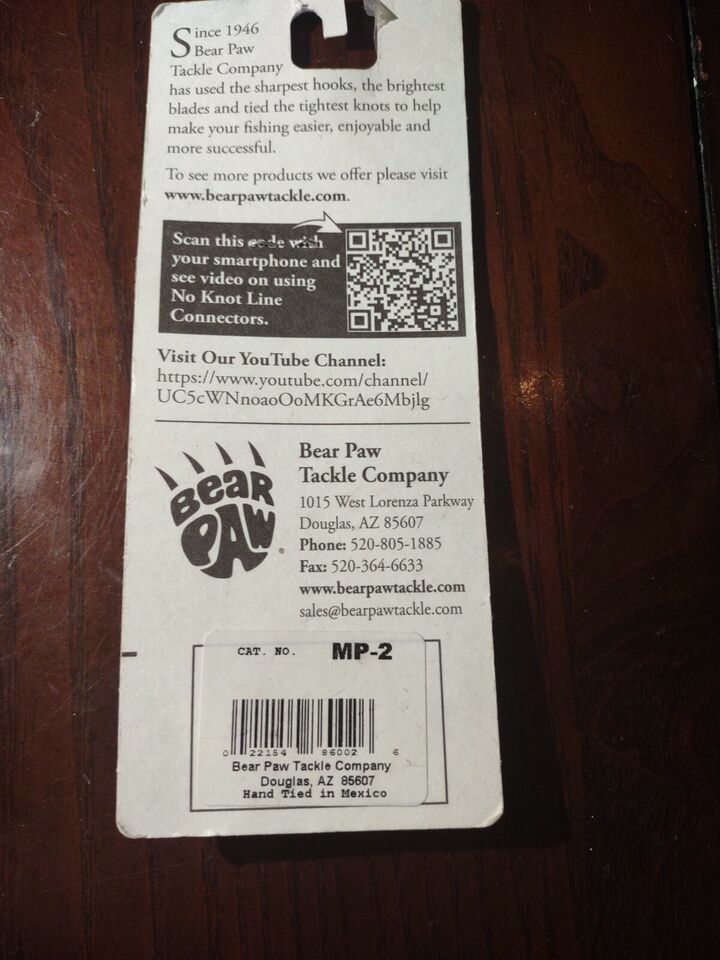 Since 1946
Bear Paw
Tackle Company
has used the sharpest hooks, the brightest
blades and tied the tightest knots to help
make your fishing easier, enjoyable and
more successful.
To see more products we offer please visit
www.bearpawtackle.com.
Scan this code with
your smartphone and
see video on using
No Knot Line
Connectors.
Visit Our YouTube Channel:
https://www.youtube.com/channel/
UC5cWNnoaoOoMKGrAe6Mbjlg
BEAR
PAW
®
Bear Paw
Tackle Company
1015 West Lorenza Parkway
Douglas, AZ 85607
Phone: 520-805-1885
Fax: 520-364-6633
www.bearpawtackle.com
sales@bearpawtackle.com
CAT. NO. MP-2
0 22154 86002 6
Bear Paw Tackle Company
Douglas, AZ 85607
Hand Tied in Mexico